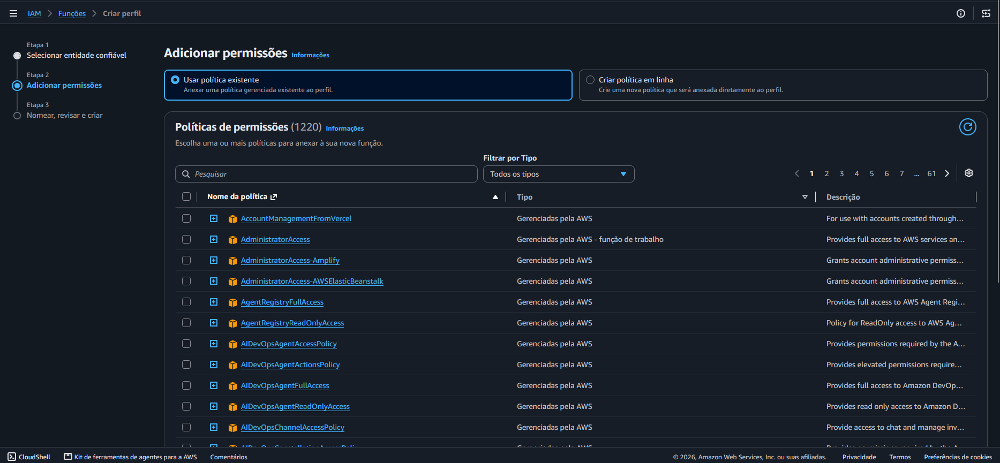 IAM > Funções > Criar perfil
Etapa 1
Selecionar entidade confiável
Etapa 2
Adicionar permissões
Etapa 3
Nomear, revisar e criar
Adicionar permissões Informações
Usar política existente
Anexar uma política gerenciada existente ao perfil.
Criar política em linha
Crie uma nova política que será anexada diretamente ao perfil.
Políticas de permissões (1220) Informações
Escolha uma ou mais políticas para anexar à sua nova função.
Filtrar por Tipo
Pesquisar
Todos os tipos
1 2 3 4 5 6 7 ... 61
Nome da política Tipo Descrição
AccountManagementFromVercel Gerenciadas pela AWS For use with accounts created through…
AdministratorAccess Gerenciadas pela AWS - função de trabalho Provides full access to AWS services an…
AdministratorAccess-Amplify Gerenciadas pela AWS Grants account administrative permiss…
AdministratorAccess-AWSElasticBeanstalk Gerenciadas pela AWS Grants account administrative permiss…
AgentRegistryFullAccess Gerenciadas pela AWS Provides full access to AWS Agent Regi…
AgentRegistryReadOnlyAccess Gerenciadas pela AWS Policy for ReadOnly access to AWS Ag…
AIDevOpsAgentAccessPolicy Gerenciadas pela AWS Provides permissions required by the A…
AIDevOpsAgentActionsPolicy Gerenciadas pela AWS Provides elevated permissions require…
AIDevOpsAgentFullAccess Gerenciadas pela AWS Provides full access to Amazon DevOp…
AIDevOpsAgentReadOnlyAccess Gerenciadas pela AWS Provides read only access to Amazon D…
AIDevOpsChannelAccessPolicy Gerenciadas pela AWS Provide access to chat and manage inv…
CloudShell Kit de ferramentas de agentes para a AWS Comentários © 2026, Amazon Web Services, Inc. ou suas afiliadas. Privacidade Termos Preferências de cookies